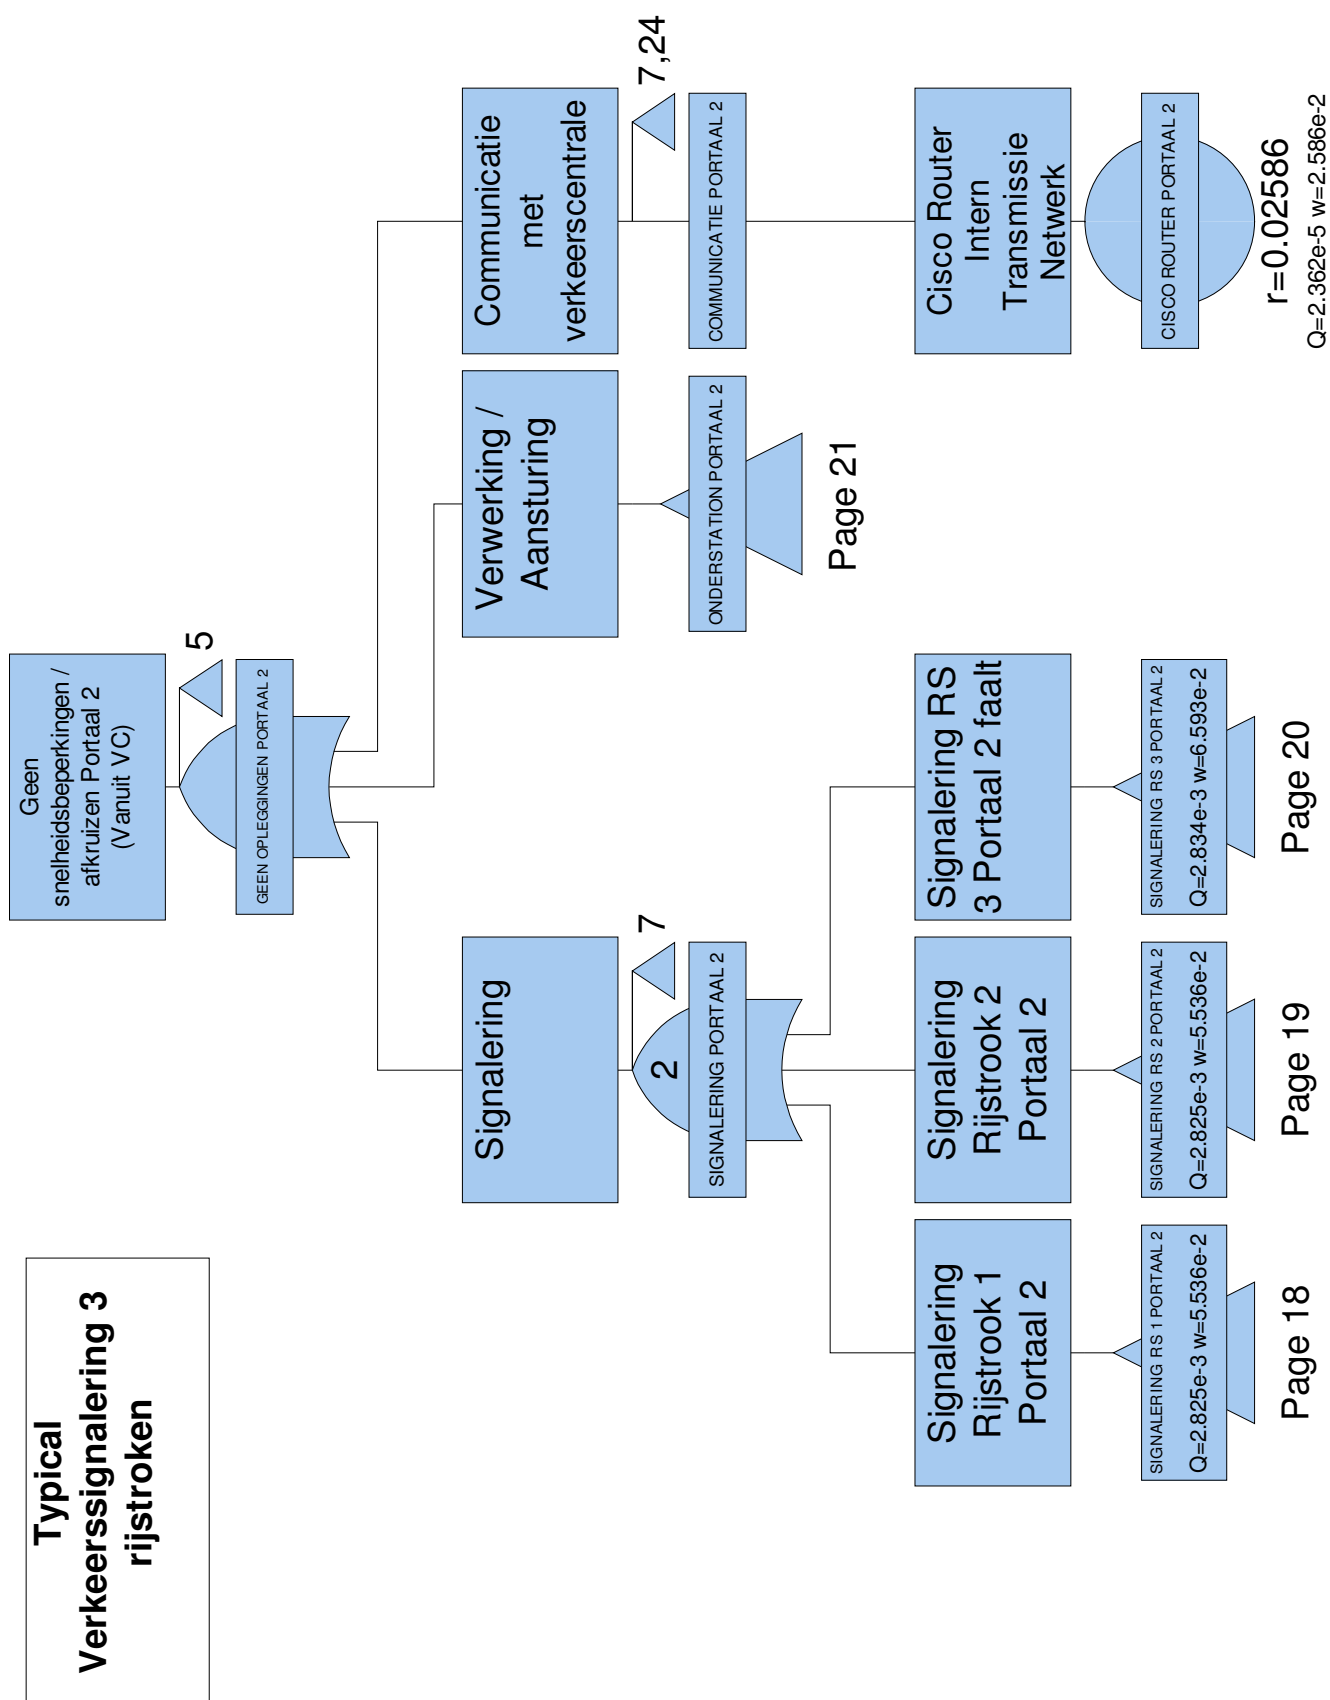 Typical
Verkeerssignalering 3
rijstroken
Geen
snelheidsbeperkingen /
afkruizen Portaal 2
(Vanuit VC)
5
GEEN OPLEGGINGEN PORTAAL 2
Signalering
7
2
SIGNALERING PORTAAL 2
Verwerking /
Aansturing
ONDERSTATION PORTAAL 2
Page 21
Communicatie
met
verkeerscentrale
7,24
COMMUNICATIE PORTAAL 2
Signalering
Rijstrook 1
Portaal 2
SIGNALERING RS 1 PORTAAL 2
Q=2.825e-3 w=5.536e-2
Page 18
Signalering
Rijstrook 2
Portaal 2
SIGNALERING RS 2 PORTAAL 2
Q=2.825e-3 w=5.536e-2
Page 19
Signalering RS
3 Portaal 2 faalt
SIGNALERING RS 3 PORTAAL 2
Q=2.834e-3 w=6.593e-2
Page 20
Cisco Router
Intern
Transmissie
Netwerk
CISCO ROUTER PORTAAL 2
r=0.02586
Q=2.362e-5 w=2.586e-2